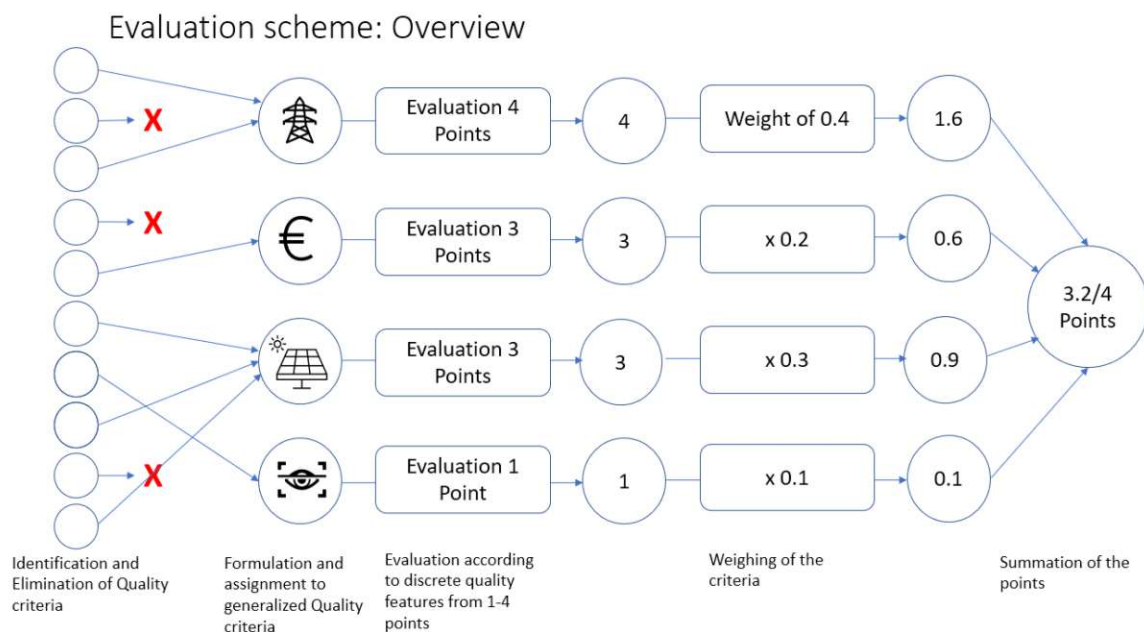 Evaluation scheme: Overview
X
Evaluation 4
Points
4
Weight of 0.4
1.6
X
€
Evaluation 3
Points
3
x 0.2
0.6
3.2/4
Points
Evaluation 3
Points
3
x 0.3
0.9
X
Evaluation 1
Point
1
x 0.1
0.1
Identification and
Elimination of Quality
criteria
Formulation and
assignment to
generalized Quality
criteria
Evaluation according
to discrete quality
features from 1-4
points
Weighing of the
criteria
Summation of the
points